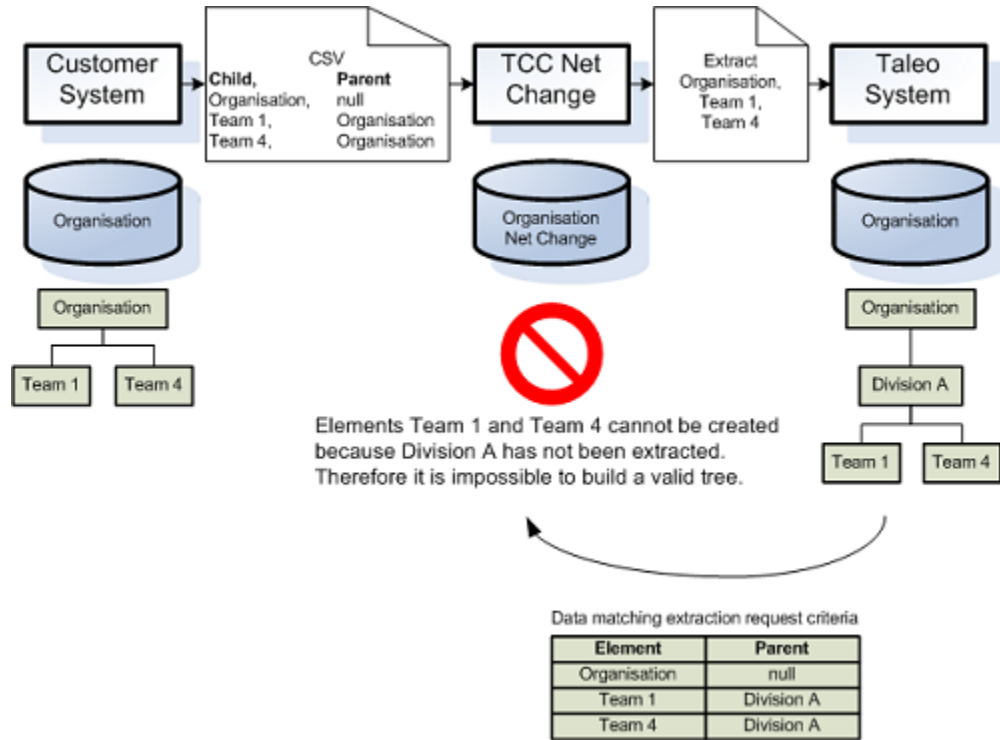 Customer
System
CSV
Child, Parent
Organisation, null
Team 1, Organisation
Team 4, Organisation
TCC Net
Change
Extract
Organisation,
Team 1,
Team 4
Taleo
System
Organisation
Organisation
Net Change
Organisation
Organisation
Team 1
Team 4
Organisation
Division A
Team 1
Team 4
Elements Team 1 and Team 4 cannot be created
because Division A has not been extracted.
Therefore it is impossible to build a valid tree.
Data matching extraction request criteria
Element Parent
Organisation null
Team 1 Division A
Team 4 Division A